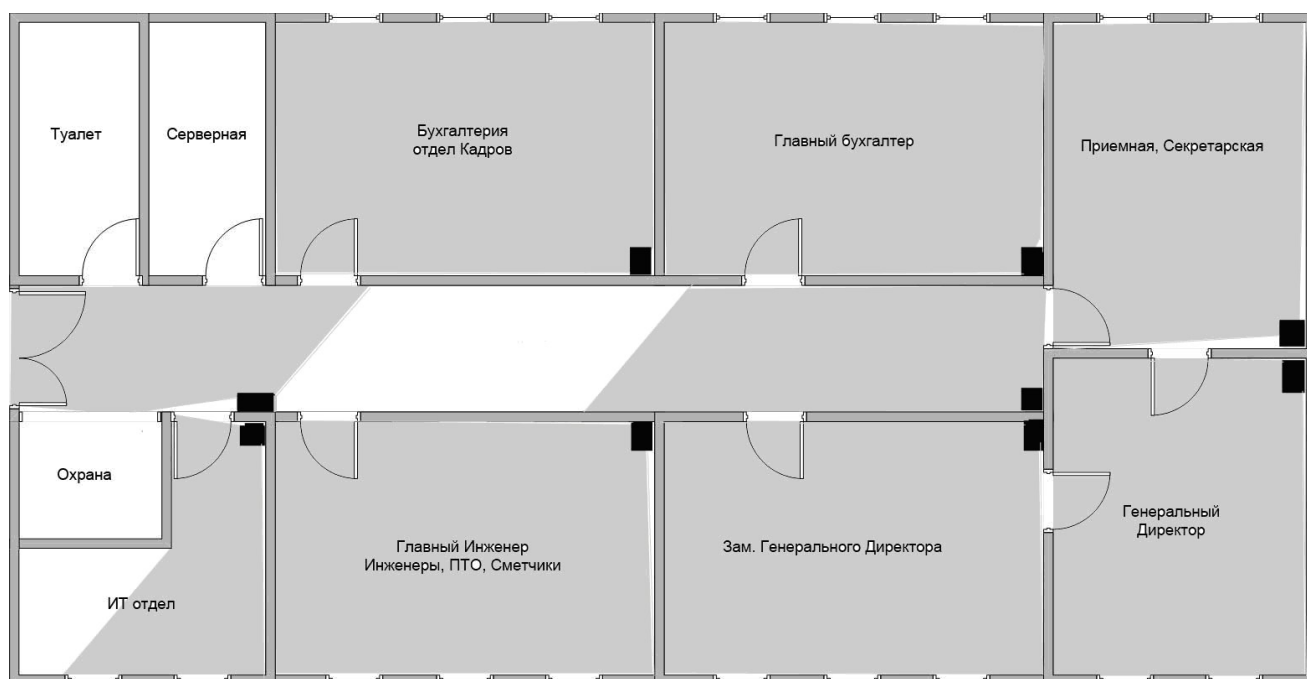 Туалет
Серверная
Бухгалтерия
отдел Кадров
Главный бухгалтер
Приемная, Секретарская
Охрана
ИТ отдел
Главный Инженер
Инженеры, ПТО, Сметчики
Зам. Генерального Директора
Генеральный
Директор